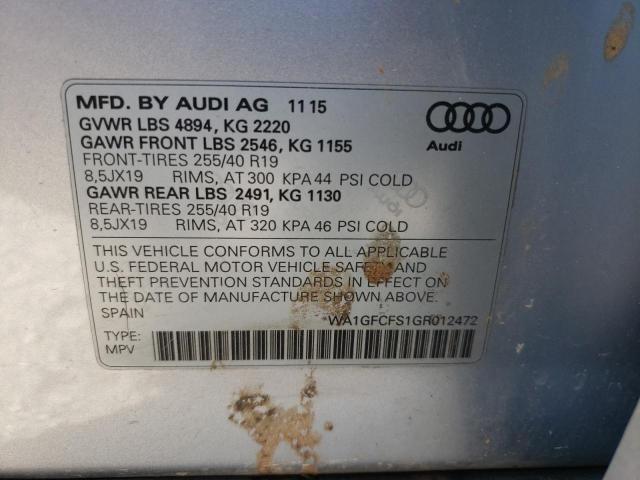 MFD. BY AUDI AG 11 15
GVWR LBS 4894, KG 2220
GAWR FRONT LBS 2546, KG 1155
FRONT-TIRES 255/40 R19
8,5JX19 RIMS, AT 300 KPA 44 PSI COLD
GAWR REAR LBS 2491, KG 1130
REAR-TIRES 255/40 R19
8,5JX19 RIMS, AT 320 KPA 46 PSI COLD
Audi
THIS VEHICLE CONFORMS TO ALL APPLICABLE
U.S. FEDERAL MOTOR VEHICLE SAFETY AND
THEFT PREVENTION STANDARDS IN EFFECT ON
THE DATE OF MANUFACTURE SHOWN ABOVE
SPAIN
WA1GFCFS1GR012472
TYPE:
MPV